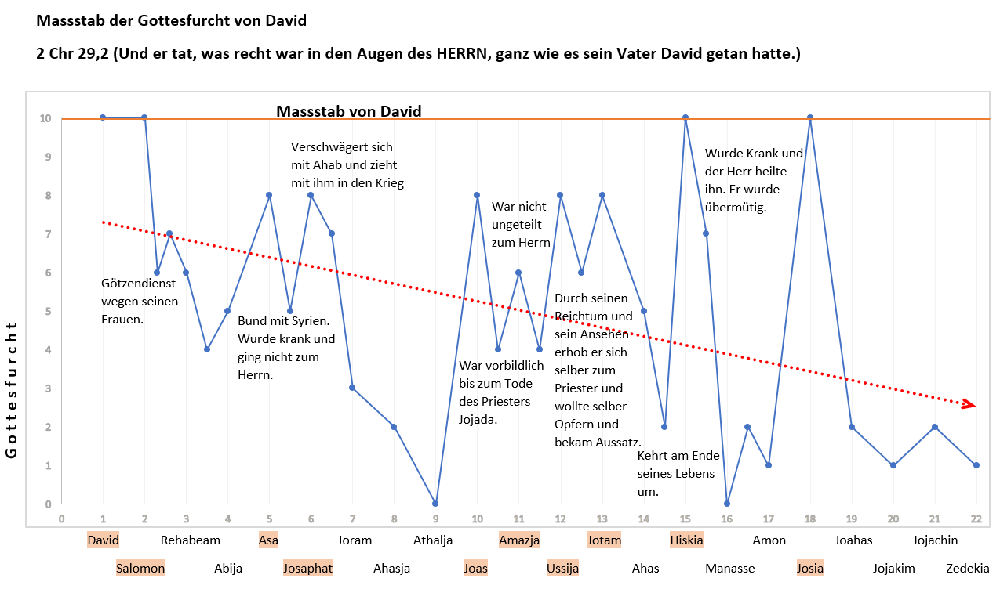 Massstab der Gottesfurcht von David
2 Chr 29,2 (Und er tat, was recht war in den Augen des HERRN, ganz wie es sein Vater David getan hatte.)
Massstab von David
10
9
8
7
6
5
4
3
2
1
0
Gottesfurcht
Verschwägert sich
mit Ahab und zieht
mit ihm in den Krieg
Götzendienst
wegen seinen
Frauen.
Bund mit Syrien.
Wurde krank und
ging nicht zum
Herrn.
War vorbildlich
bis zum Tode
des Priesters
Jojada.
War nicht
ungeteilt
zum Herrn
Durch seinen
Reichtum und
sein Ansehen
erhob er sich
selber zum
Priester und
wollte selber
Opfern und
bekam Aussatz.
Kehrt am Ende
seines Lebens
um.
Wurde Krank und
der Herr heilte
ihn. Er wurde
übermütig.
0 1 2 3 4 5 6 7 8 9 10 11 12 13 14 15 16 17 18 19 20 21 22
David Rehabeam Asa Joram Athalja Amazja Jotam Hiskia Amon Joahas Jojachin
Salomon Abija Josaphat Ahasja Joas Ussija Ahas Manasse Josia Jojakim Zedekia